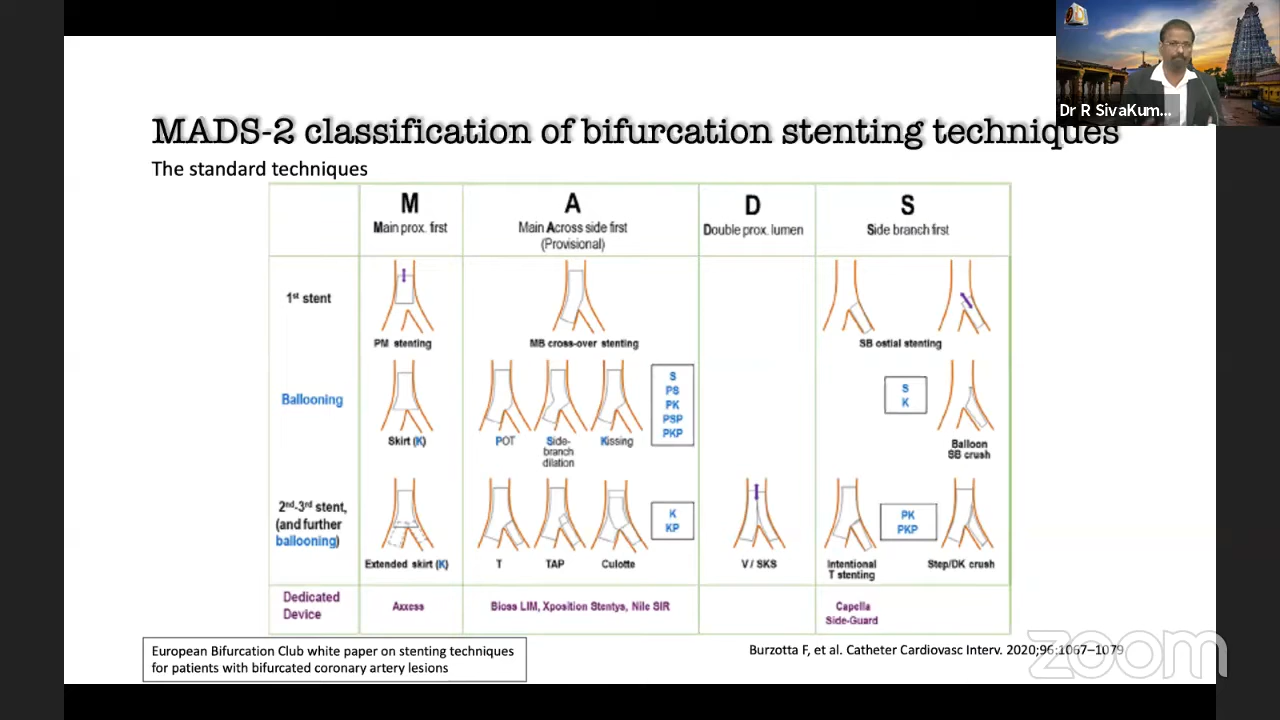 Dr R SivaKum...
MADS-2 classification of bifurcation stenting techniques
The standard techniques
M
A
D
S
Main prox. first
Main Across side first
(Provisional)
Double prox. lumen
Side branch first
1st stent
PM stenting
MB cross-over stenting
SB ostial stenting
Ballooning
Skirt (K)
POT
Side-
branch
dilation
Kissing
S
PS
PK
PSP
PKP
S
K
Balloon
SB crush
2nd-3rd stent,
(and further
ballooning)
Extended skirt (K)
T
TAP
Culotte
K
KP
V / SKS
Intentional
T stenting
PK
PKP
Step/DK crush
Dedicated
Device
Axxess
Bioss LIM, Xposition Stentys, Nile SIR
Capella
Side-Guard
European Bifurcation Club white paper on stenting techniques
for patients with bifurcated coronary artery lesions
Burzotta F, et al. Catheter Cardiovasc Interv. 2020;96:1067–1079
zoom